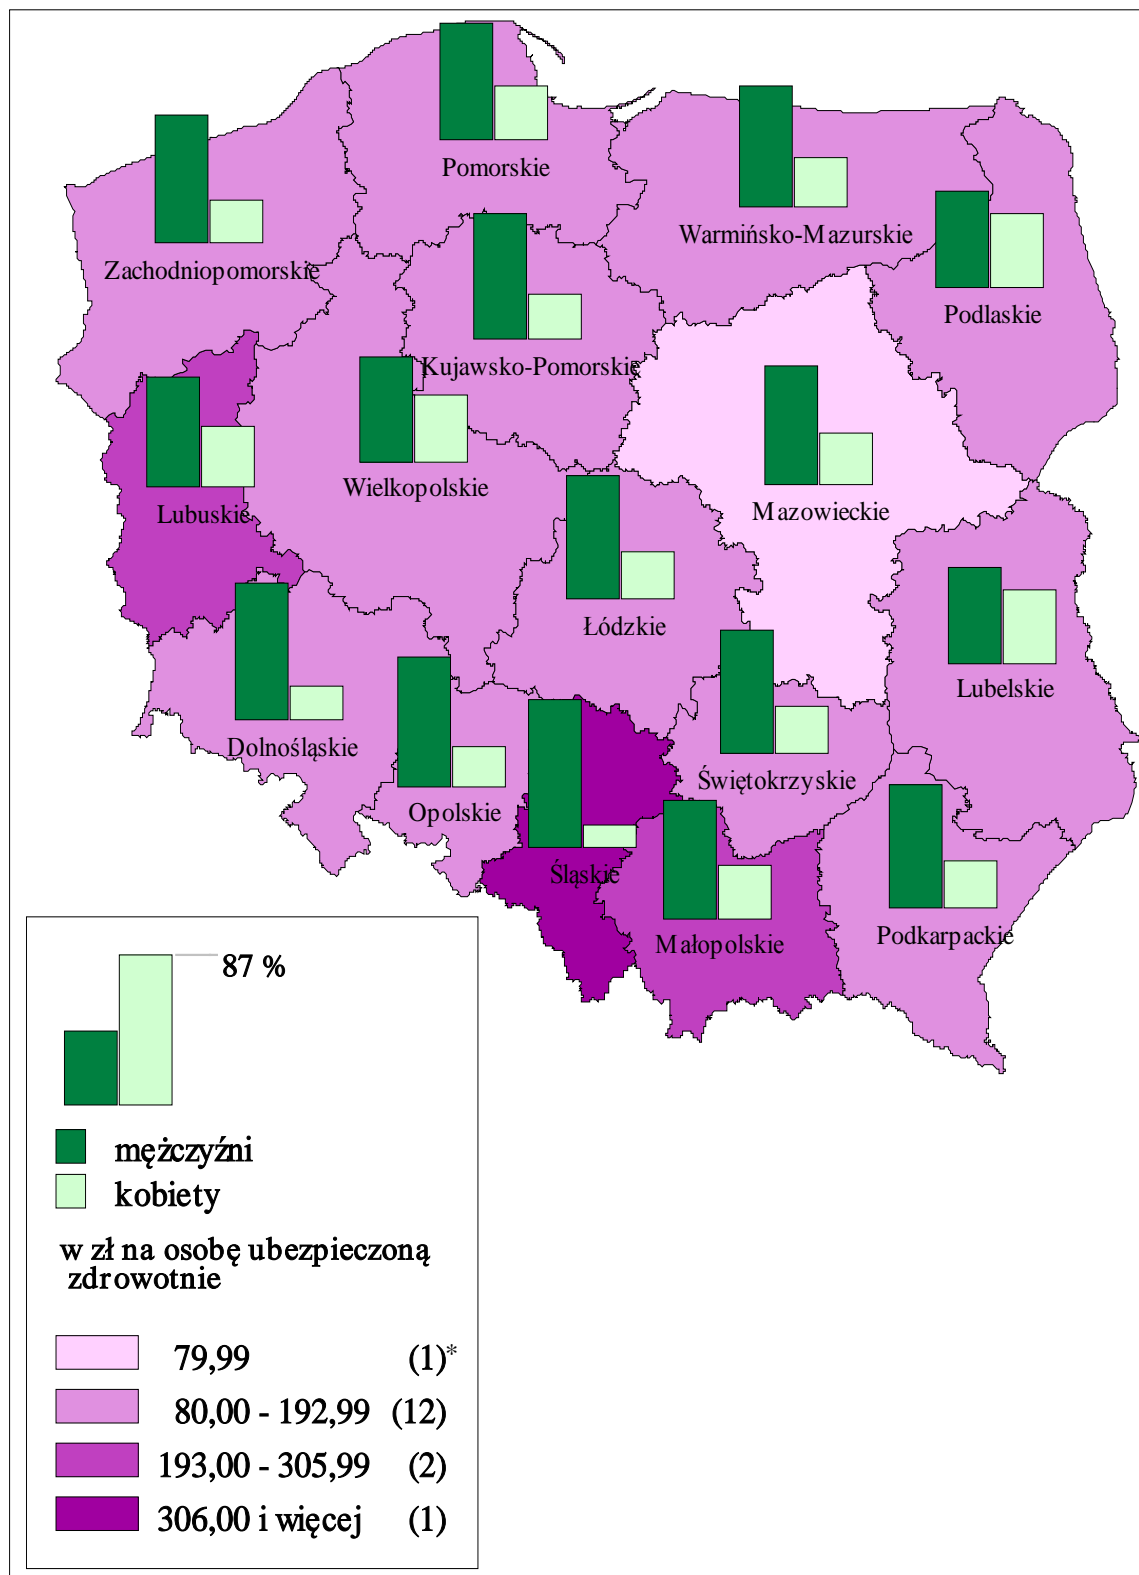 Pomorskie
Warmińsko-Mazurskie
Zachodniopomorskie
Podlaskie
Kujawsko-Pomorskie
Wielkopolskie
Lubuskie
Mazowieckie
Łódzkie
Lubelskie
Dolnośląskie
Świętokrzyskie
Opolskie
Śląskie
Podkarpackie
Małopolskie
87 %
mężczyźni
kobiety
w zł na osobę ubezpieczoną
zdrowotnie
79,99 (1)*
80,00 - 192,99 (12)
193,00 - 305,99 (2)
306,00 i więcej (1)